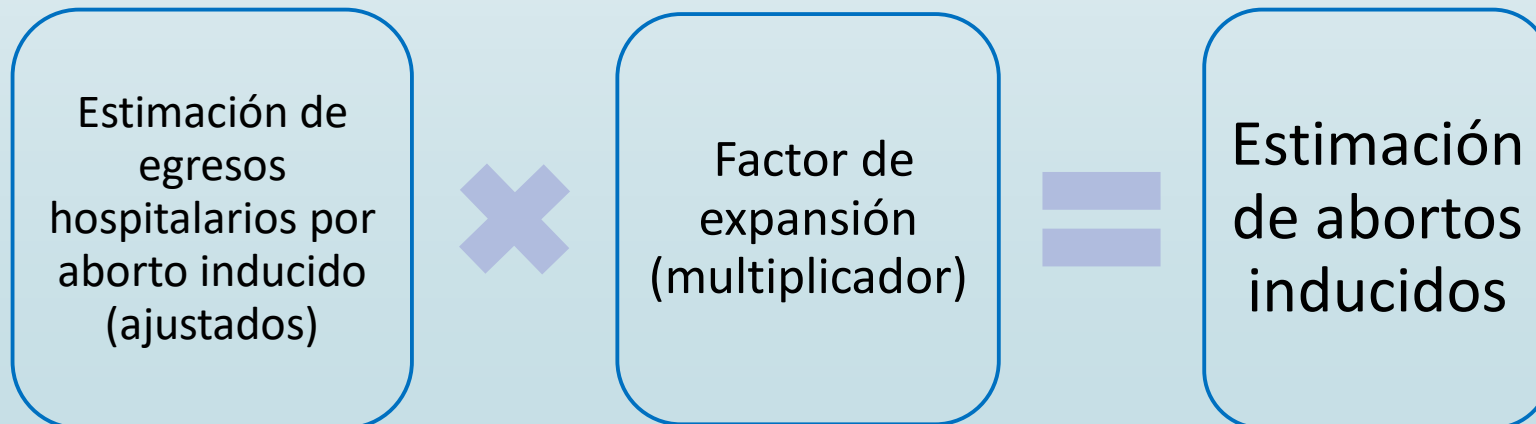 Estimación de
egresos
hospitalarios por
aborto inducido
(ajustados)
Factor de
expansión
(multiplicador)
Estimación
de abortos
inducidos